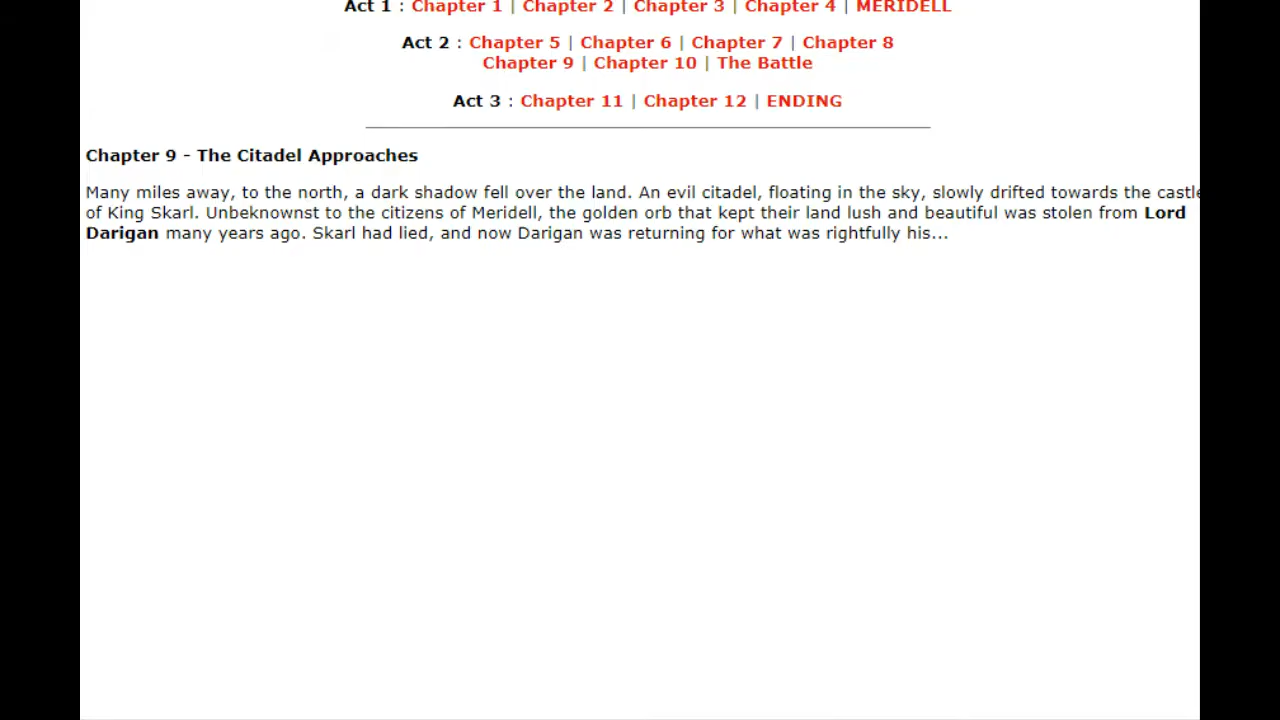 Act 1 : Chapter 1 | Chapter 2 | Chapter 3 | Chapter 4 | MERIDELL
Act 2 : Chapter 5 | Chapter 6 | Chapter 7 | Chapter 8
Chapter 9 | Chapter 10 | The Battle
Act 3 : Chapter 11 | Chapter 12 | ENDING
Chapter 9 - The Citadel Approaches
Many miles away, to the north, a dark shadow fell over the land. An evil citadel, floating in the sky, slowly drifted towards the castle
of King Skarl. Unbeknownst to the citizens of Meridell, the golden orb that kept their land lush and beautiful was stolen from Lord
Darigan many years ago. Skarl had lied, and now Darigan was returning for what was rightfully his...